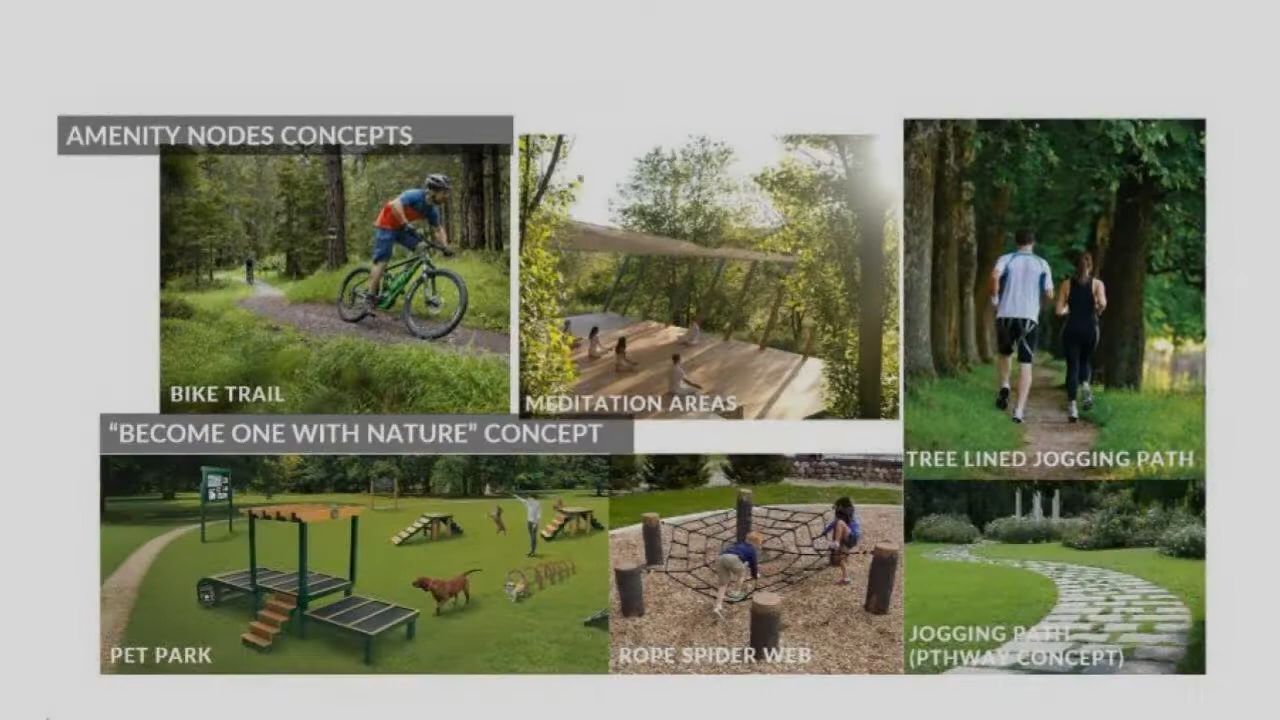 AMENITY NODES CONCEPTS
BIKE TRAIL
MEDITATION AREAS
TREE LINED JOGGING PATH
"BECOME ONE WITH NATURE" CONCEPT
PET PARK
ROPE SPIDER WEB
JOGGING PATH
(PTHWAY CONCEPT)